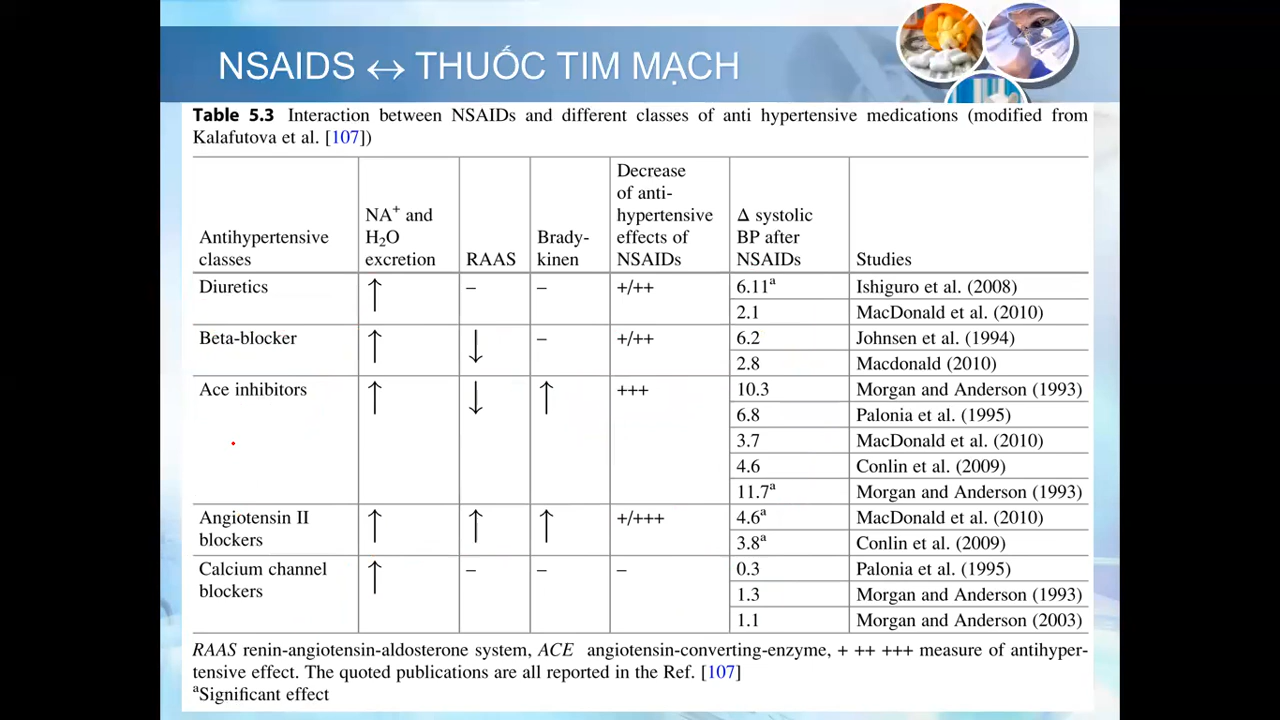 NSAIDS ↔ THUỐC TIM MẠCH
Table 5.3 Interaction between NSAIDs and different classes of anti hypertensive medications (modified from
Kalafutova et al. [107])
Antihypertensive
classes
NA⁺ and
H₂O
excretion
RAAS
Brady-
kinen
Decrease
of anti-
hypertensive
effects of
NSAIDs
Δ systolic
BP after
NSAIDs
Studies
Diuretics ↑ – – +/++ 6.11ᵃ Ishiguro et al. (2008)
2.1 MacDonald et al. (2010)
Beta-blocker ↑ ↓ – +/++ 6.2 Johnsen et al. (1994)
2.8 Macdonald (2010)
Ace inhibitors ↑ ↓ ↑ +++ 10.3 Morgan and Anderson (1993)
6.8 Palonia et al. (1995)
3.7 MacDonald et al. (2010)
4.6 Conlin et al. (2009)
11.7ᵃ Morgan and Anderson (1993)
Angiotensin II
blockers
↑ ↑ ↑ +/+++ 4.6ᵃ MacDonald et al. (2010)
3.8ᵃ Conlin et al. (2009)
Calcium channel
blockers
↑ – – – 0.3 Palonia et al. (1995)
1.3 Morgan and Anderson (1993)
1.1 Morgan and Anderson (2003)
RAAS renin-angiotensin-aldosterone system, ACE angiotensin-converting-enzyme, + ++ +++ measure of antihyper-
tensive effect. The quoted publications are all reported in the Ref. [107]
ᵃSignificant effect